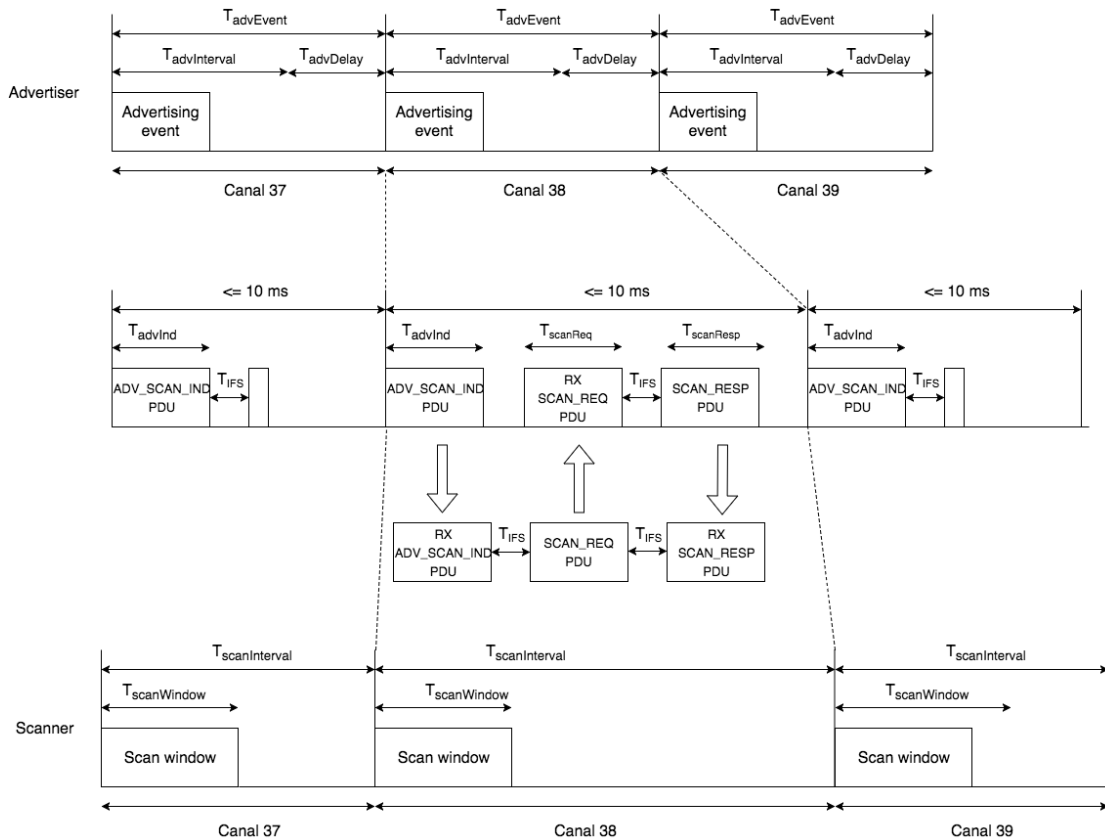 TadvEvent TadvEvent TadvEvent
TadvInterval TadvDelay TadvInterval TadvDelay TadvInterval TadvDelay
Advertiser
Advertising event
Advertising event
Advertising event
Canal 37 Canal 38 Canal 39
<= 10 ms <= 10 ms <= 10 ms
TadvInd TadvInd TscanReq TscanResp TadvInd
ADV_SCAN_IND PDU
TIFS
ADV_SCAN_IND PDU
RX SCAN_REQ PDU
TIFS
SCAN_RESP PDU
ADV_SCAN_IND PDU
TIFS
RX ADV_SCAN_IND PDU
TIFS
SCAN_REQ PDU
TIFS
RX SCAN_RESP PDU
TscanInterval TscanInterval TscanInterval
TscanWindow TscanWindow TscanWindow
Scanner
Scan window Scan window Scan window
Canal 37 Canal 38 Canal 39